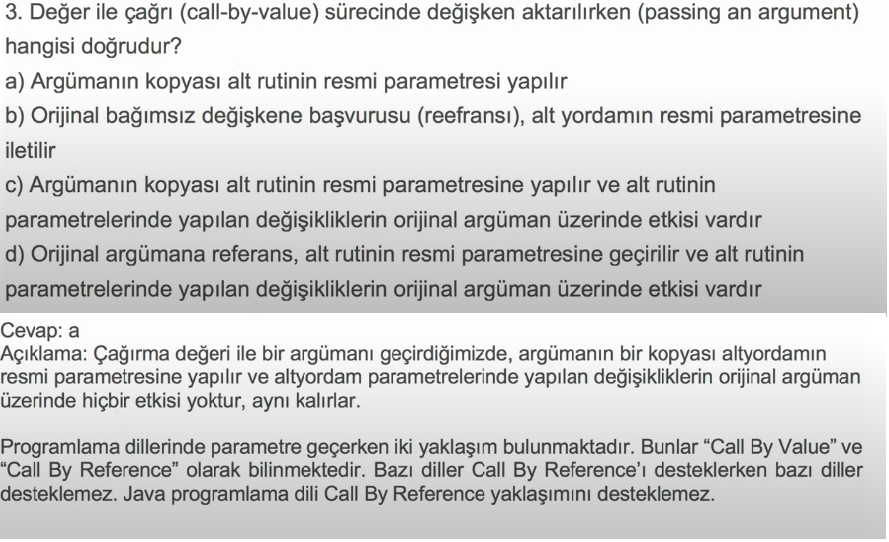 3. Değer ile çağrı (call-by-value) sürecinde değişken aktarılırken (passing an argument)
hangisi doğrudur?
a) Argümanın kopyası alt rutinin resmi parametresi yapılır
b) Orijinal bağımsız değişkene başvurusu (reefransı), alt yordamın resmi parametresine
iletilir
c) Argümanın kopyası alt rutinin resmi parametresine yapılır ve alt rutinin
parametrelerinde yapılan değişikliklerin orijinal argüman üzerinde etkisi vardır
d) Orijinal argümana referans, alt rutinin resmi parametresine geçirilir ve alt rutinin
parametrelerinde yapılan değişikliklerin orijinal argüman üzerinde etkisi vardır
Cevap: a
Açıklama: Çağırma değeri ile bir argümanı geçirdiğimizde, argümanın bir kopyası altyordamın
resmi parametresine yapılır ve altyordam parametrelerinde yapılan değişikliklerin orijinal argüman
üzerinde hiçbir etkisi yoktur, aynı kalırlar.
Programlama dillerinde parametre geçerken iki yaklaşım bulunmaktadır. Bunlar “Call By Value” ve
“Call By Reference” olarak bilinmektedir. Bazı diller Call By Reference’ı desteklerken bazı diller
desteklemez. Java programlama dili Call By Reference yaklaşımını desteklemez.